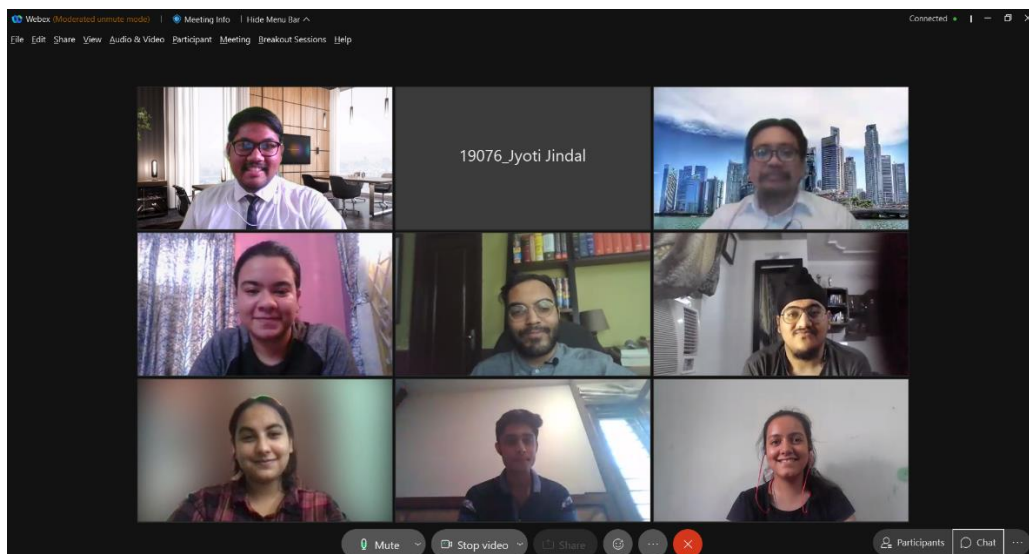 Webex (Moderated unmute mode) | Meeting Info | Hide Menu Bar
Connected
File Edit Share View Audio & Video Participant Meeting Breakout Sessions Help
19076_Jyoti Jindal
Mute
Stop video
Share
Participants
Chat